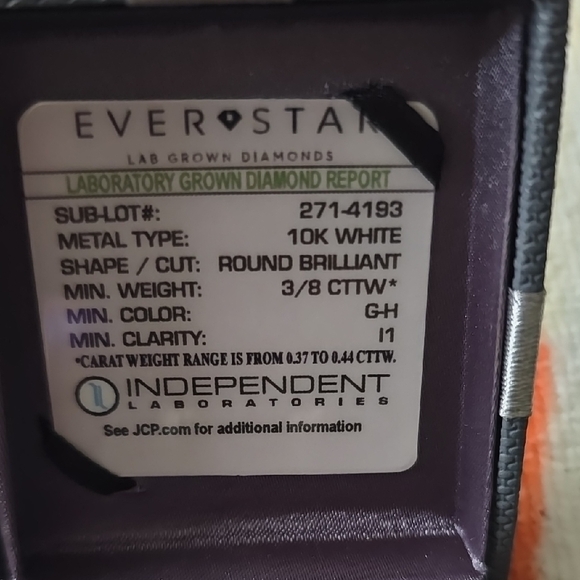 EVER STAR
LAB GROWN DIAMONDS
LABORATORY GROWN DIAMOND REPORT
SUB-LOT#: 271-4193
METAL TYPE: 10K WHITE
SHAPE / CUT: ROUND BRILLIANT
MIN. WEIGHT: 3/8 CTTW*
MIN. COLOR: G-H
MIN. CLARITY: I1
*CARAT WEIGHT RANGE IS FROM 0.37 TO 0.44 CTTW.
INDEPENDENT
LABORATORIES
See JCP.com for additional information